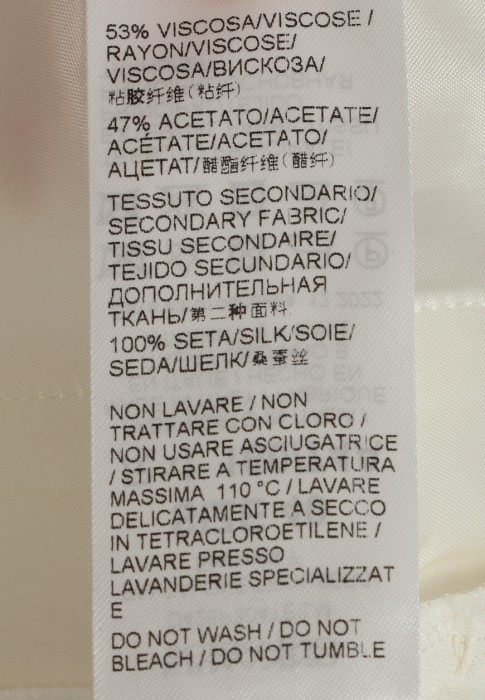 53% VISCOSA/VISCOSE/
RAYON/VISCOSE/
VISCOSA/ВИСКОЗА/
粘胶纤维(粘纤)
47% ACETATO/ACETATE/
ACÉTATE/ACETATO/
АЦЕТАТ/醋酯纤维(醋纤)
TESSUTO SECONDARIO/
SECONDARY FABRIC/
TISSU SECONDAIRE/
TEJIDO SECUNDARIO/
ДОПОЛНИТЕЛЬНАЯ
ТКАНЬ/第二种面料
100% SETA/SILK/SOIE/
SEDA/ШЕЛК/桑蚕丝
NON LAVARE / NON
TRATTARE CON CLORO /
NON USARE ASCIUGATRICE
/ STIRARE A TEMPERATURA
MASSIMA 110 °C / LAVARE
DELICATAMENTE A SECCO
IN TETRACLOROETILENE /
LAVARE PRESSO
LAVANDERIE SPECIALIZZAT
E
DO NOT WASH / DO NOT
BLEACH / DO NOT TUMBLE